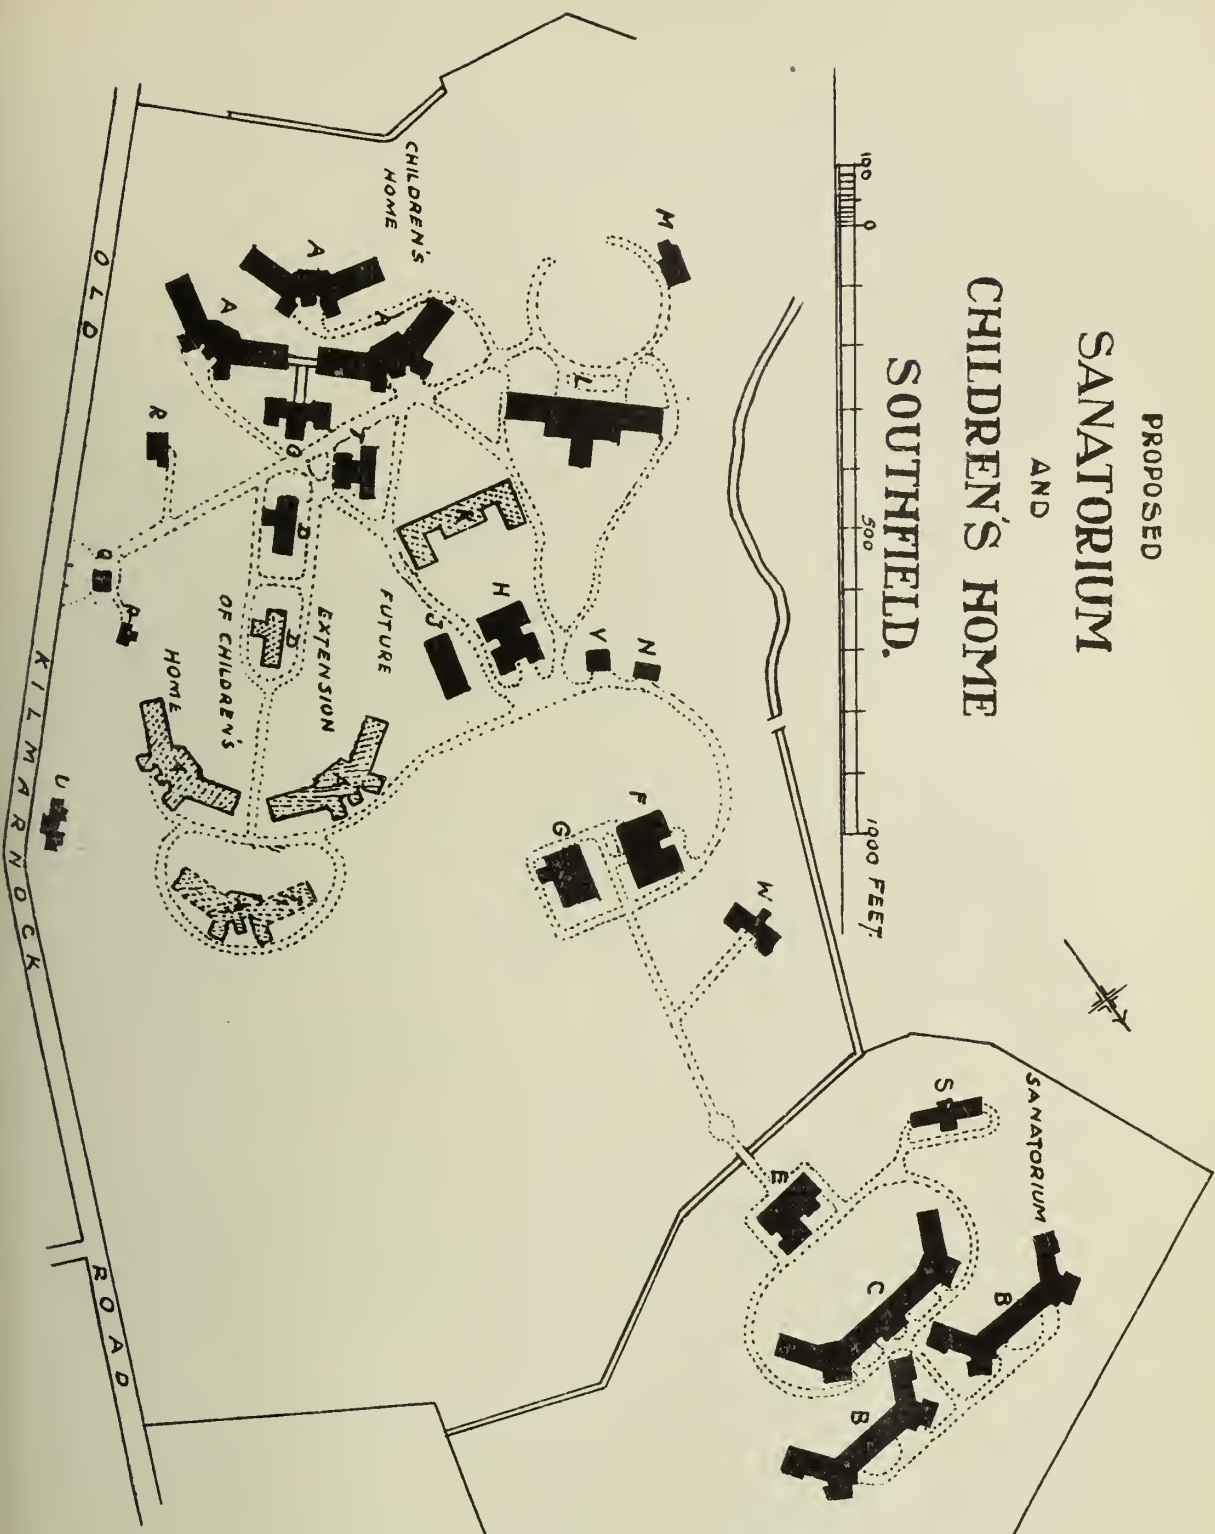 PROPOSED
SANATORIUM
AND
CHILDREN'S HOME
SOUTHFIELD.
100 0 500 1000 FEET
SANATORIUM
B
B
S
C
E
W
M
N
V
F
G
L
H
K
J
CHILDREN'S
HOME
A
A
A
T
O
D
D
FUTURE
EXTENSION
OF CHILDREN'S
HOME
R
Q
U
OLD KILMARNOCK ROAD